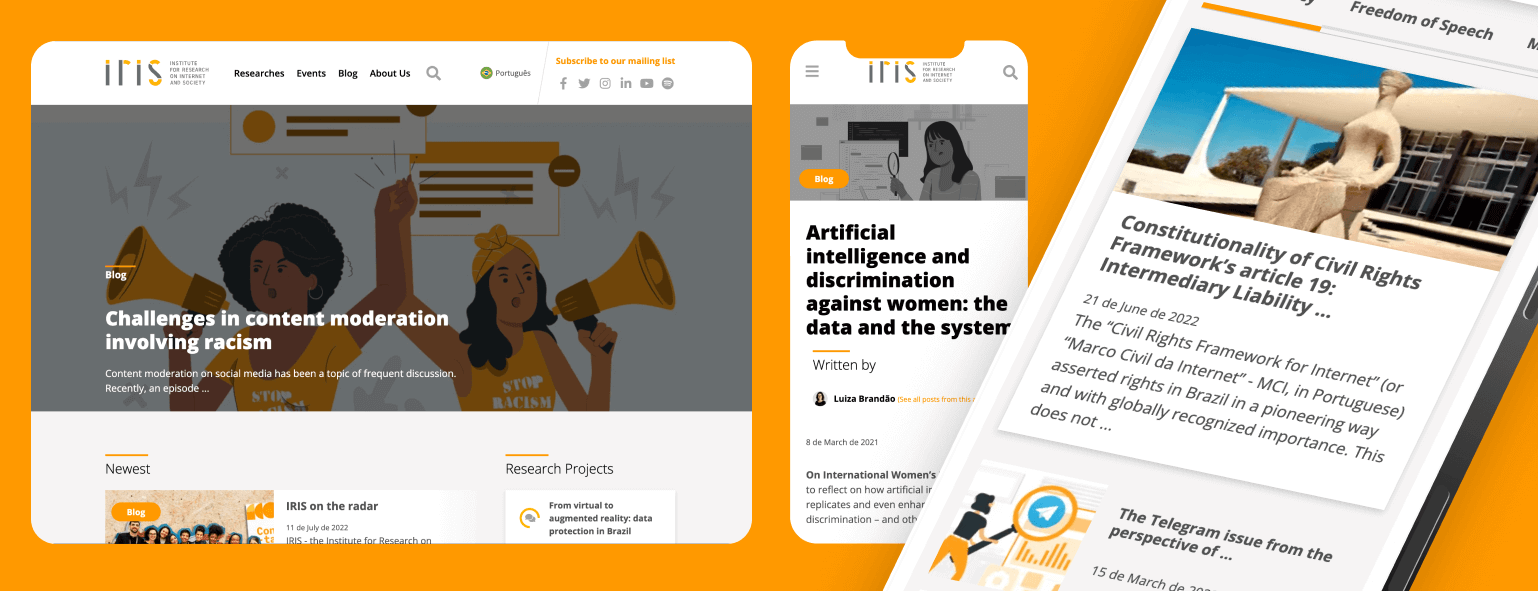 iris
INSTITUTE
FOR RESEARCH
ON INTERNET
AND SOCIETY
Researches Events Blog About Us
Português
Subscribe to our mailing list
Blog
Challenges in content moderation
involving racism
Content moderation on social media has been a topic of frequent discussion.
Recently, an episode ...
STOP
RACISM
STOP
RACISM
Newest
Blog
IRIS on the radar
11 de July de 2022
IRIS - the Institute for Research on
Research Projects
From virtual to
augmented reality: data
protection in Brazil
iris
INSTITUTE
FOR RESEARCH
ON INTERNET
AND SOCIETY
Blog
Artificial
intelligence and
discrimination
against women: the
data and the system
Written by
Luiza Brandão (See all posts from this
8 de March de 2021
On International Women's
to reflect on how artificial
replicates and even
discrimination – and
Freedom of Speech
Constitutionality of Civil Rights
Framework's article 19:
Intermediary Liability ...
21 de June de 2022
The “Civil Rights Framework for Internet” (or
“Marco Civil da Internet” - MCI, in Portuguese)
asserted rights in Brazil in a pioneering way
and with globally recognized importance. This
does not ...
The Telegram issue from the
perspective of ...
15 de March de